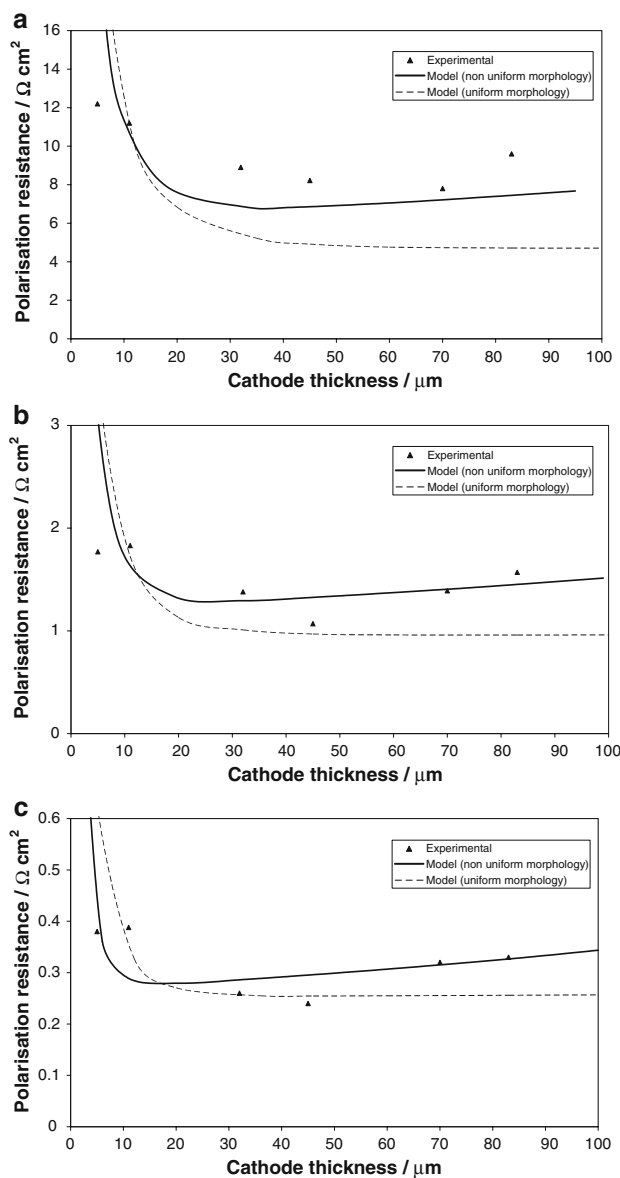 a
16
14
12
10
8
6
4
2
0
Polarisation resistance / Ω cm²
Experimental
Model (non uniform morphology)
Model (uniform morphology)
0 10 20 30 40 50 60 70 80 90 100
Cathode thickness / μm
b
3
2
1
0
Polarisation resistance / Ω cm²
Experimental
Model (non uniform morphology)
Model (uniform morphology)
0 10 20 30 40 50 60 70 80 90 100
Cathode thickness / μm
c
0.6
0.5
0.4
0.3
0.2
0.1
0
Polarisation resistance / Ω cm²
Experimental
Model (non uniform morphology)
Model (uniform morphology)
0 10 20 30 40 50 60 70 80 90 100
Cathode thickness / μm